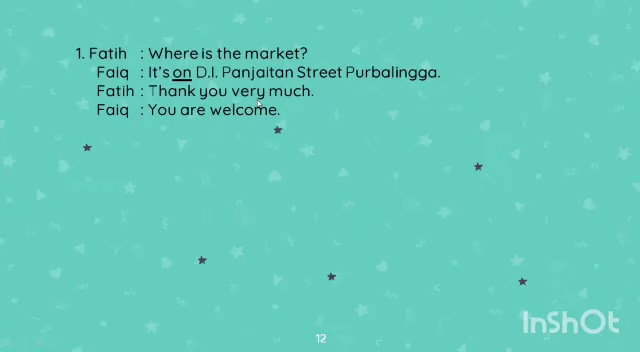 1. Fatih : Where is the market?
Faiq : It's on D.I. Panjaitan Street Purbalingga.
Fatih : Thank you very much.
Faiq : You are welcome.
InShOt
12